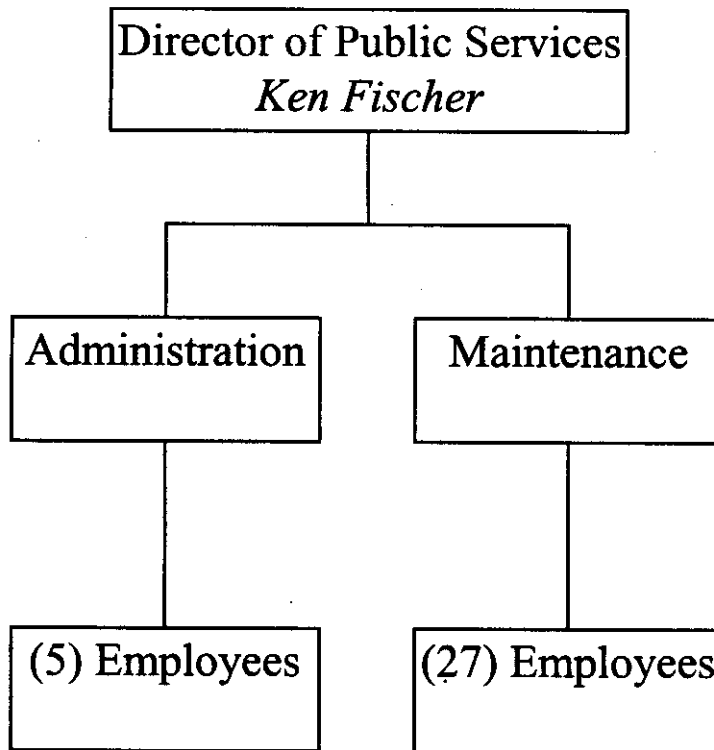 Director of Public Services
Ken Fischer
Administration
Maintenance
(5) Employees
(27) Employees